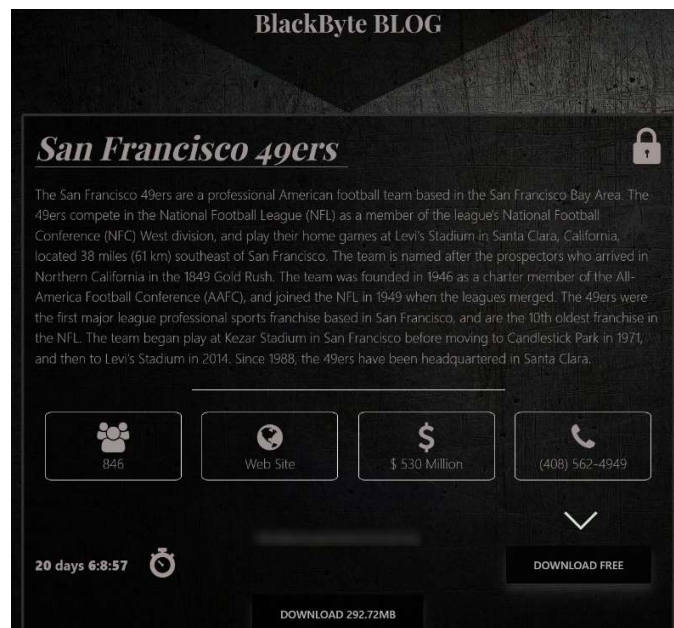 BlackByte BLOG
San Francisco 49ers
The San Francisco 49ers are a professional American football team based in the San Francisco Bay Area. The
49ers compete in the National Football League (NFL) as a member of the league's National Football
Conference (NFC) West division, and play their home games at Levi's Stadium in Santa Clara, California,
located 38 miles (61 km) southeast of San Francisco. The team is named after the prospectors who arrived in
Northern California in the 1849 Gold Rush. The team was founded in 1946 as a charter member of the All-
America Football Conference (AAFC), and joined the NFL in 1949 when the leagues merged. The 49ers were
the first major league professional sports franchise based in San Francisco, and are the 10th oldest franchise in
the NFL. The team began play at Kezar Stadium in San Francisco before moving to Candlestick Park in 1971,
and then to Levi's Stadium in 2014. Since 1988, the 49ers have been headquartered in Santa Clara.
846
Web Site
$ 530 Million
(408) 562-4949
20 days 6:8:57
DOWNLOAD FREE
DOWNLOAD 292.72MB